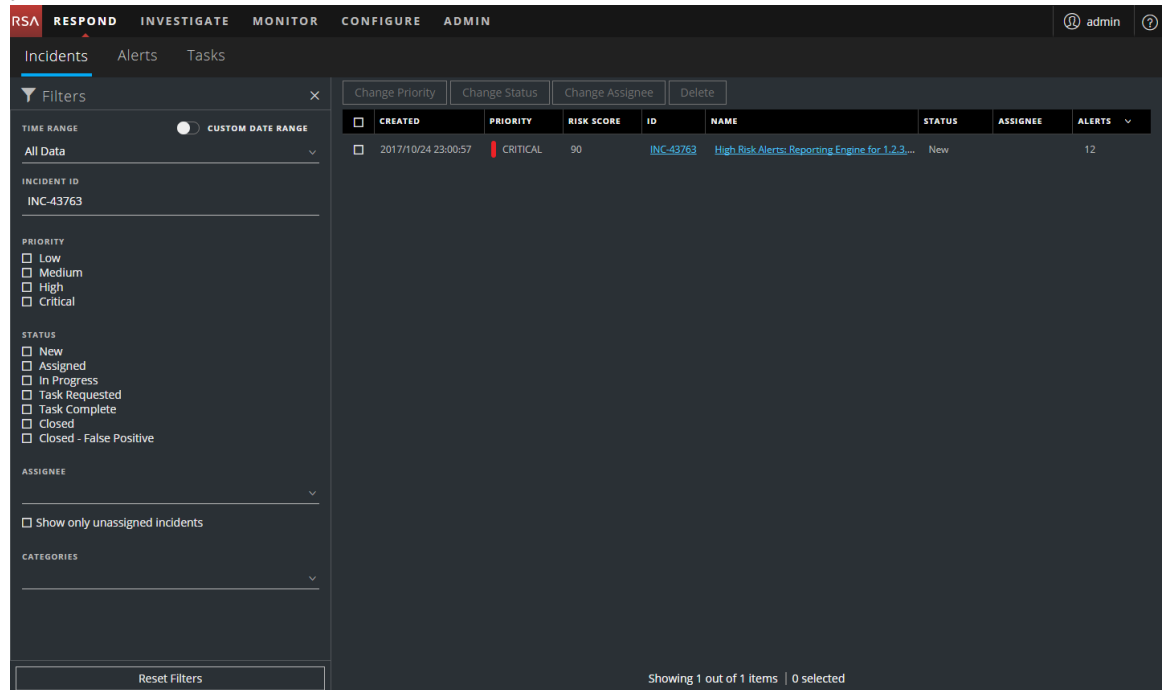 RSA RESPOND INVESTIGATE MONITOR CONFIGURE ADMIN admin ?
Incidents Alerts Tasks
Filters ×
TIME RANGE CUSTOM DATE RANGE
All Data
INCIDENT ID
INC-43763
PRIORITY
Low
Medium
High
Critical
STATUS
New
Assigned
In Progress
Task Requested
Task Complete
Closed
Closed - False Positive
ASSIGNEE
Show only unassigned incidents
CATEGORIES
Reset Filters
Change Priority Change Status Change Assignee Delete
CREATED PRIORITY RISK SCORE ID NAME STATUS ASSIGNEE ALERTS
2017/10/24 23:00:57 CRITICAL 90 INC-43763 High Risk Alerts: Reporting Engine for 1.2.3.... New 12
Showing 1 out of 1 items | 0 selected